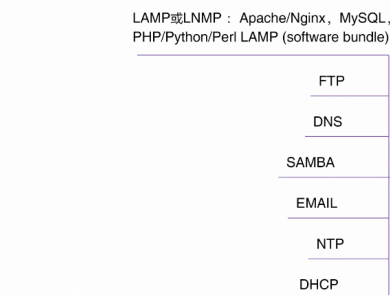 LAMP或LNMP ：Apache/Nginx，MySQL，
PHP/Python/Perl LAMP (software bundle)
FTP
DNS
SAMBA
EMAIL
NTP
DHCP